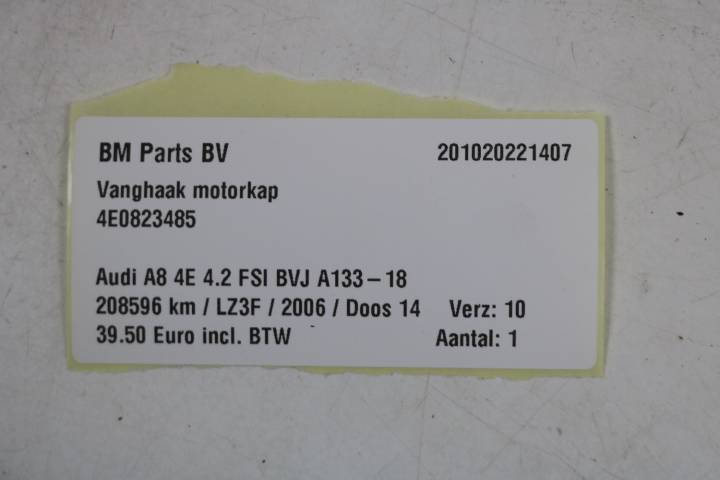 BM Parts BV 201020221407
Vanghaak motorkap
4E0823485
Audi A8 4E 4.2 FSI BVJ A133-18
208596 km / LZ3F / 2006 / Doos 14 Verz: 10
39.50 Euro incl. BTW Aantal: 1